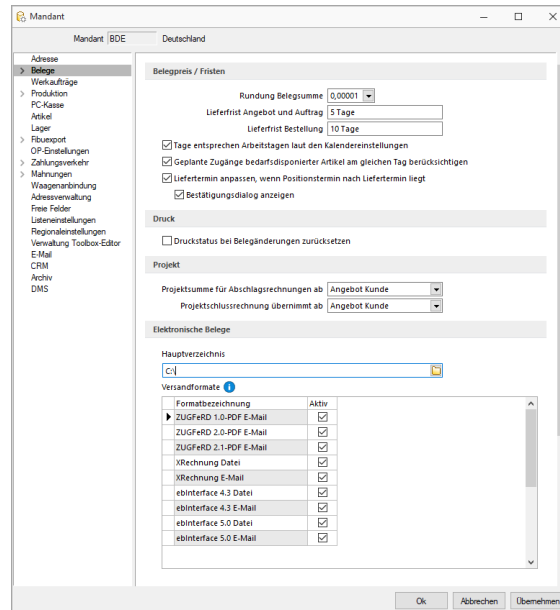 Mandant
Mandant BDE Deutschland
Adresse
Belege
Werkaufträge
Produktion
PC-Kasse
Artikel
Lager
Fibuexport
OP-Einstellungen
Zahlungsverkehr
Mahnungen
Waagenanbindung
Adressverwaltung
Freie Felder
Listeneinstellungen
Regionaleinstellungen
Verwaltung Toolbox-Editor
E-Mail
CRM
Archiv
DMS
Belegpreis / Fristen
Rundung Belegsumme 0,00001
Lieferfrist Angebot und Auftrag 5 Tage
Lieferfrist Bestellung 10 Tage
Tage entsprechen Arbeitstagen laut den Kalendereinstellungen
Geplante Zugänge bedarfsdisponierter Artikel am gleichen Tag berücksichtigen
Liefertermin anpassen, wenn Positionstermin nach Liefertermin liegt
Bestätigungsdialog anzeigen
Druck
Druckstatus bei Belegänderungen zurücksetzen
Projekt
Projektsumme für Abschlagsrechnungen ab Angebot Kunde
Projektschlussrechnung übernimmt ab Angebot Kunde
Elektronische Belege
Hauptverzeichnis
C:\
Versandformate
Formatbezeichnung Aktiv
ZUGFeRD 1.0-PDF E-Mail
ZUGFeRD 2.0-PDF E-Mail
ZUGFeRD 2.1-PDF E-Mail
XRechnung Datei
XRechnung E-Mail
ebInterface 4.3 Datei
ebInterface 4.3 E-Mail
ebInterface 5.0 Datei
ebInterface 5.0 E-Mail
Ok Abbrechen Übernehmen